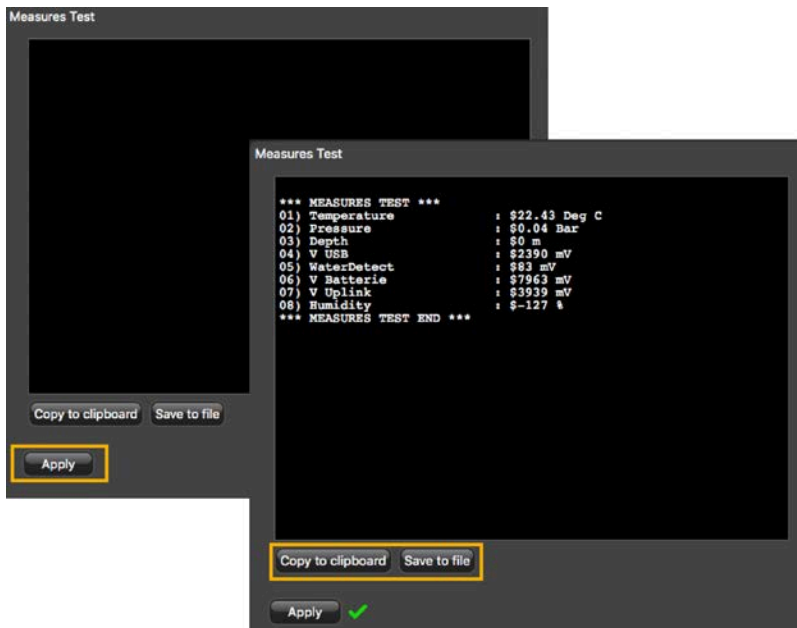 Measures Test
Copy to clipboard Save to file
Apply
Measures Test
*** MEASURES TEST ***
01) Temperature : $22.43 Deg C
02) Pressure : $0.04 Bar
03) Depth : $0 m
04) V USB : $2390 mV
05) WaterDetect : $83 mV
06) V Batterie : $7963 mV
07) V Uplink : $3939 mV
08) Humidity : $-127 %
*** MEASURES TEST END ***
Copy to clipboard Save to file
Apply